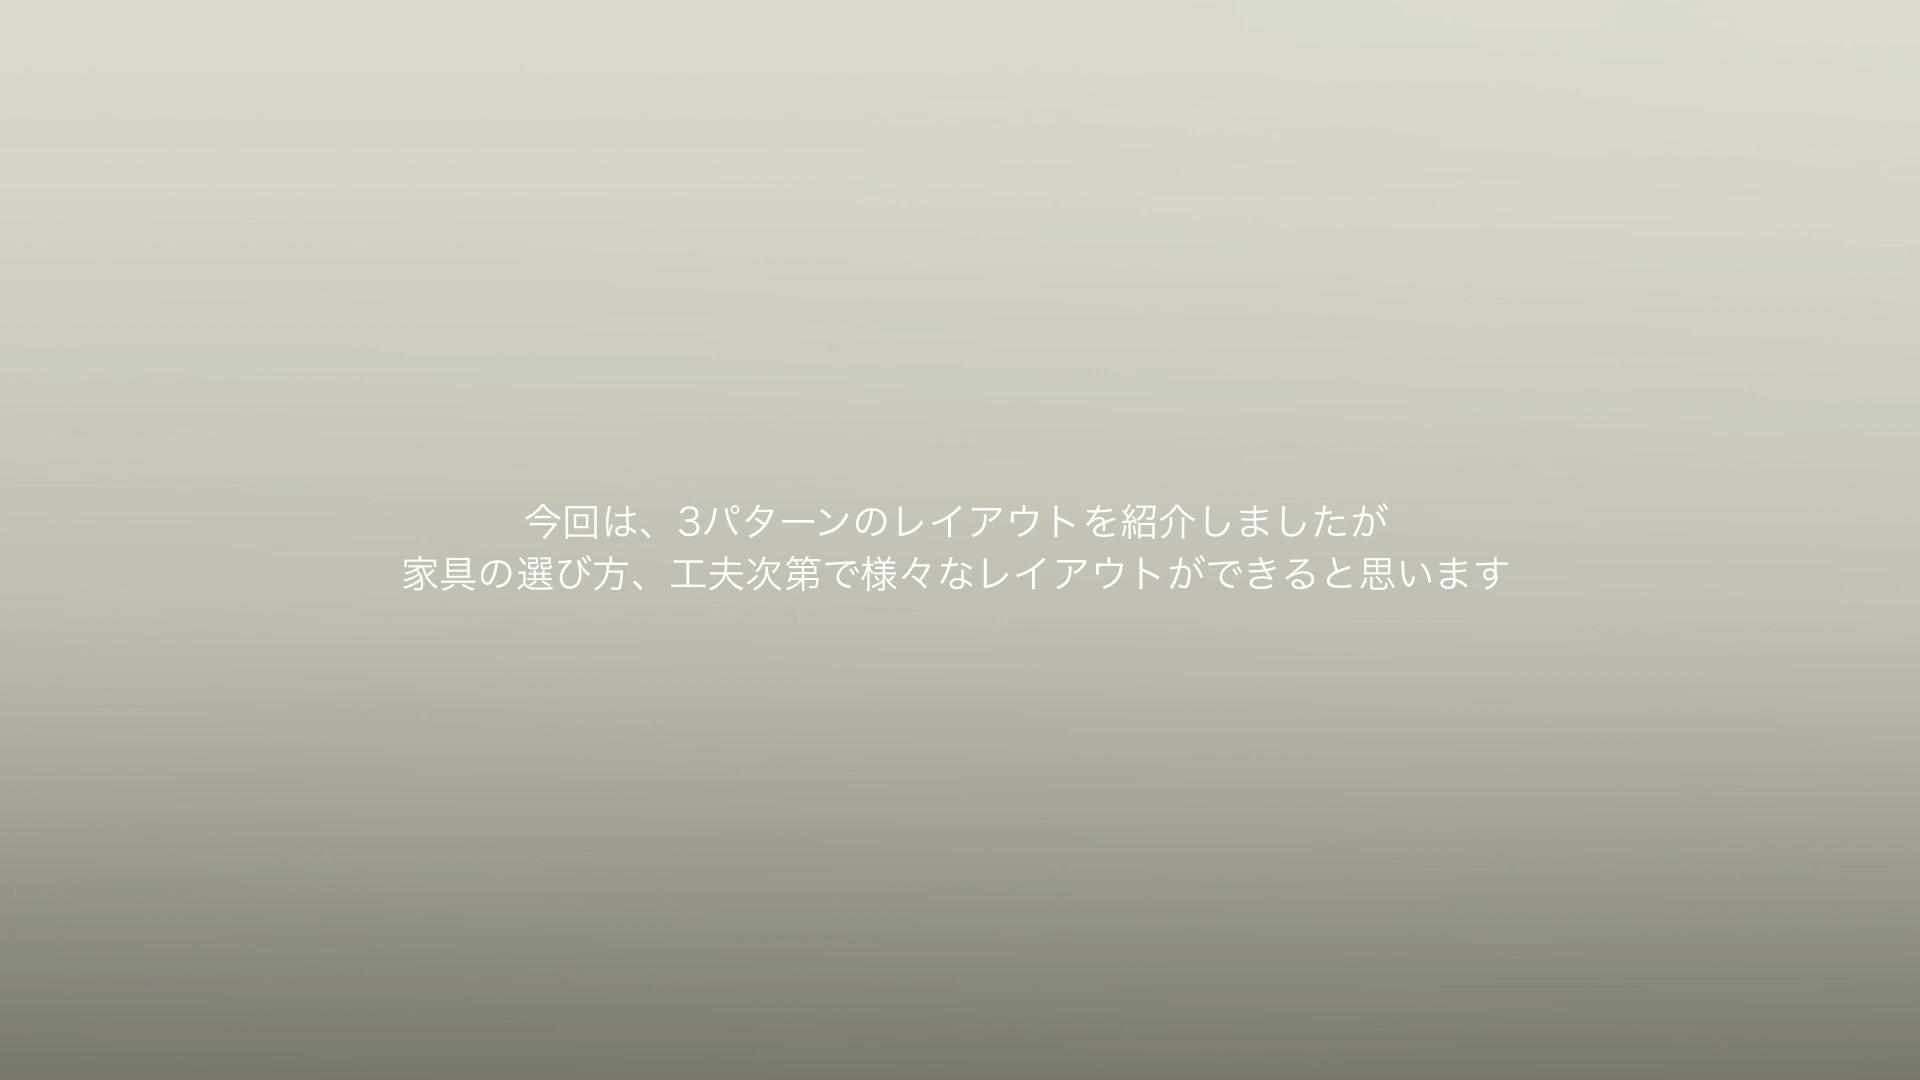 今回は、3パターンのレイアウトを紹介しましたが
家具の選び方、工夫次第で様々なレイアウトができると思います